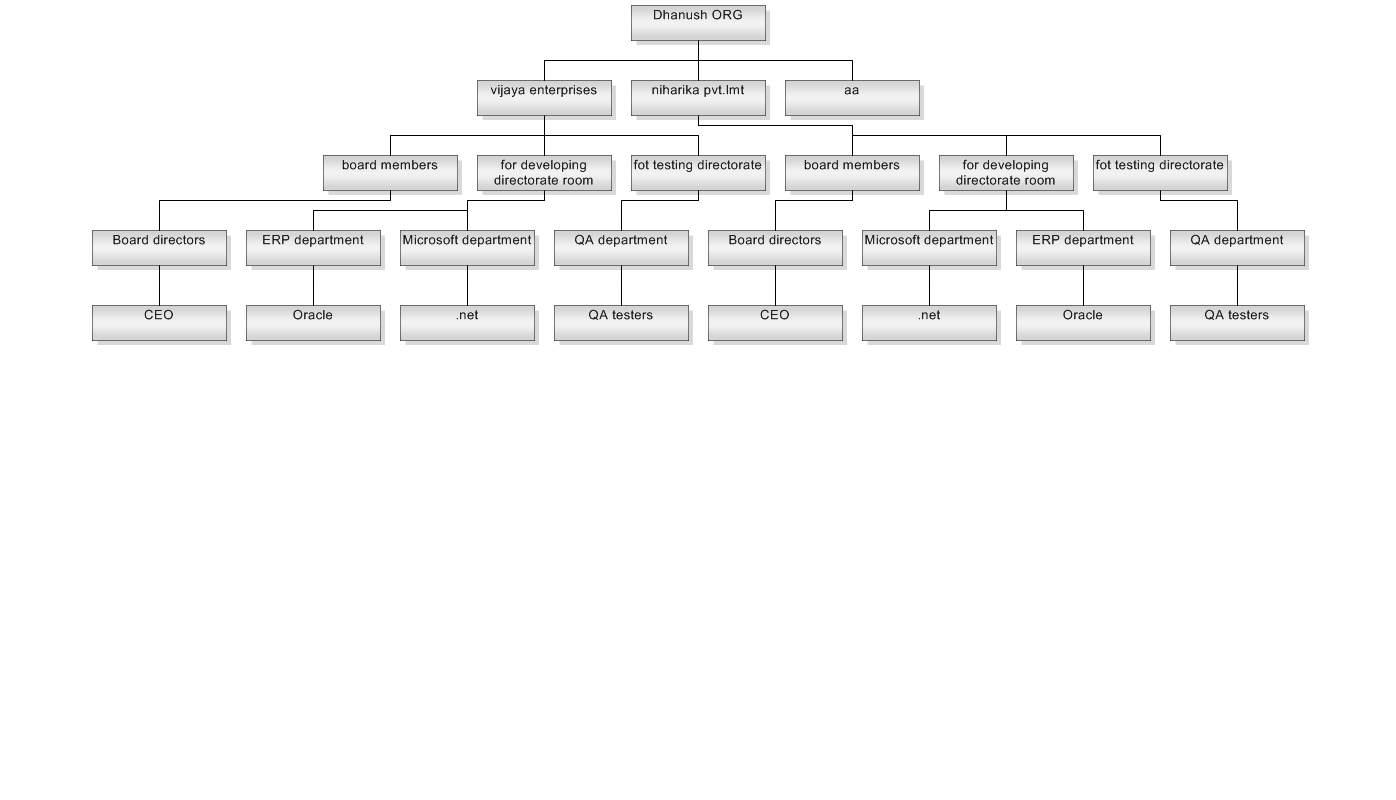 Dhanush ORG
vijaya enterprises
niharika pvt.lmt
aa
board members
for developing
directorate room
fot testing directorate
board members
for developing
directorate room
fot testing directorate
Board directors
ERP department
Microsoft department
QA department
Board directors
Microsoft department
ERP department
QA department
CEO
Oracle
.net
QA testers
CEO
.net
Oracle
QA testers